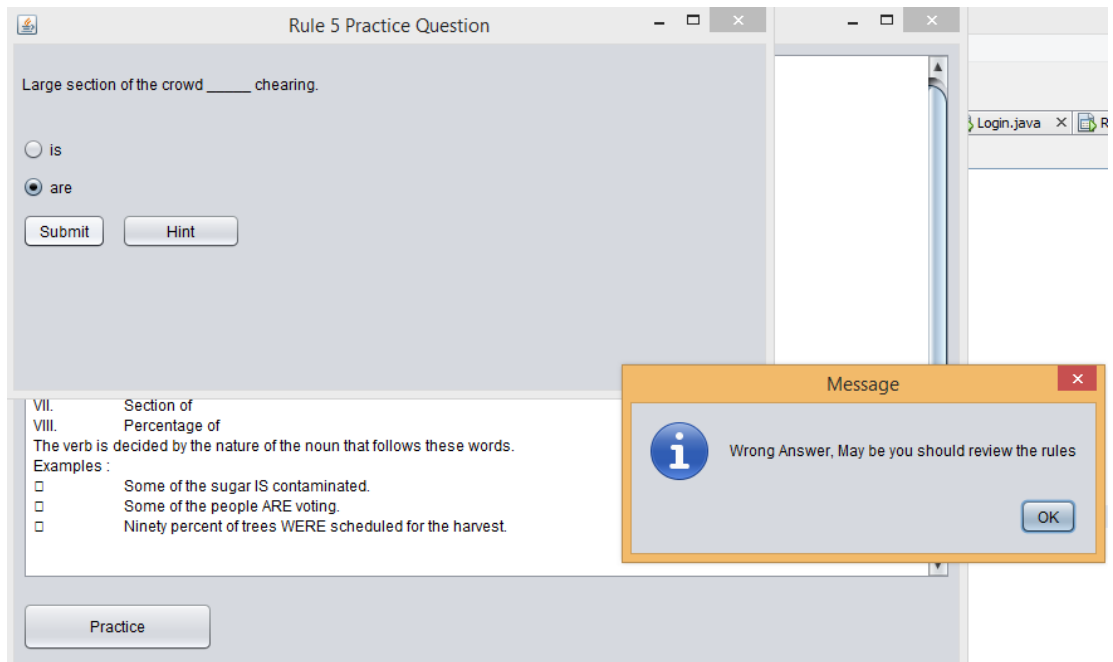 Rule 5 Practice Question
Large section of the crowd _____ chearing.
is
are
Submit Hint
Login.java R
VII. Section of
VIII. Percentage of
The verb is decided by the nature of the noun that follows these words.
Examples :
□ Some of the sugar IS contaminated.
□ Some of the people ARE voting.
□ Ninety percent of trees WERE scheduled for the harvest.
Practice
Message
Wrong Answer, May be you should review the rules
OK